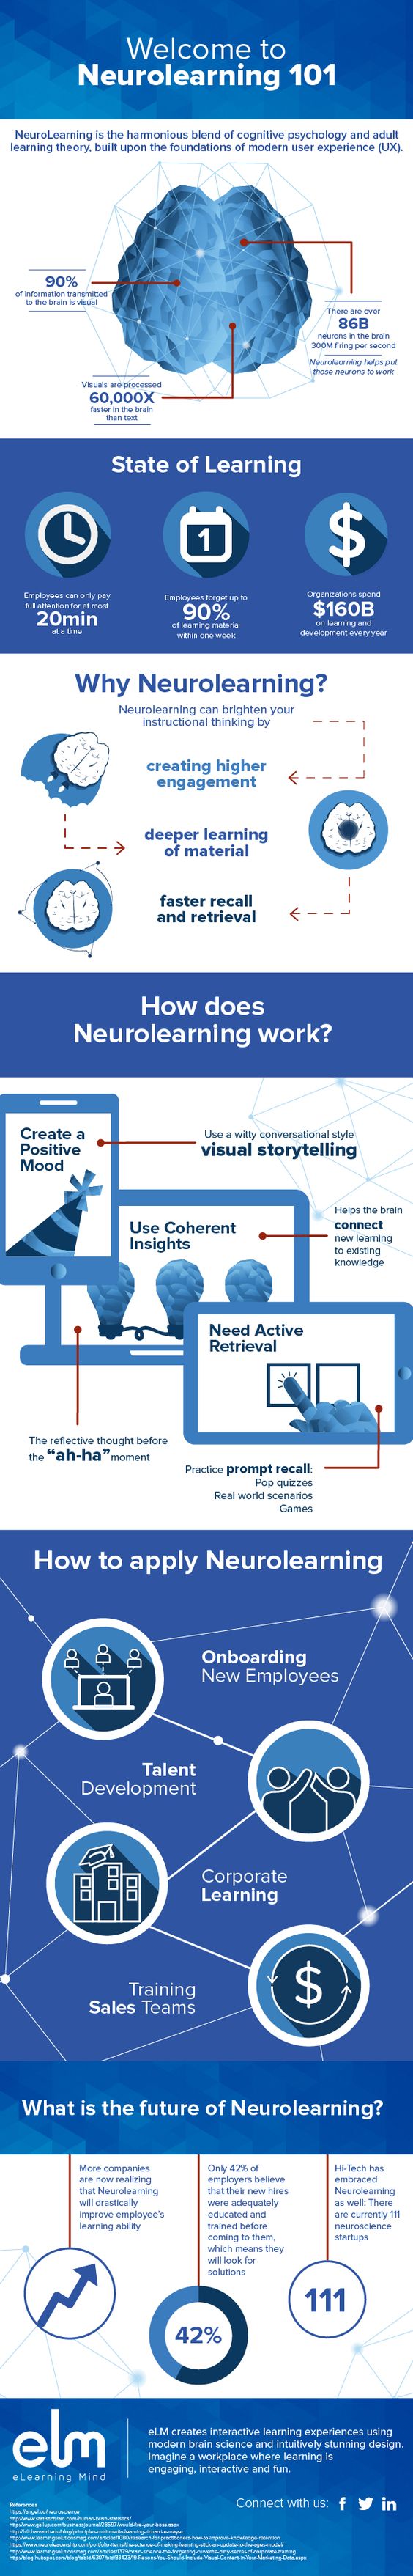 Welcome to
Neurolearning 101
NeuroLearning is the harmonious blend of cognitive psychology and adult
learning theory, built upon the foundations of modern user experience (UX).
90%
of information transmitted
to the brain is visual
There are over
86B
neurons in the brain
300M firing per second
Neurolearning helps put
those neurons to work
Visuals are processed
60,000X
faster in the brain
than text
State of Learning
1
Employees can only pay
full attention for at most
20min
at a time
Employees forget up to
90%
of learning material
within one week
Organizations spend
$160B
on learning and
development every year
Why Neurolearning?
Neurolearning can brighten your
instructional thinking by
creating higher
engagement
deeper learning
of material
faster recall
and retrieval
How does
Neurolearning work?
Create a
Positive
Mood
Use a witty conversational style
visual storytelling
Use Coherent
Insights
Helps the brain
connect
new learning
to existing
knowledge
Need Active
Retrieval
The reflective thought before
the "ah-ha" moment
Practice prompt recall:
Pop quizzes
Real world scenarios
Games
How to apply Neurolearning
Onboarding
New Employees
Talent
Development
Corporate
Learning
Training
Sales Teams
What is the future of Neurolearning?
More companies
are now realizing
that Neurolearning
will drastically
improve employee's
learning ability
Only 42% of
employers believe
that their new hires
were adequately
educated and
trained before
coming to them,
which means they
will look for
solutions
Hi-Tech has
embraced
Neurolearning
as well: There
are currently 111
neuroscience
startups
42%
111
elm
eLearning Mind
eLM creates interactive learning experiences using
modern brain science and intuitively stunning design.
Imagine a workplace where learning is
engaging, interactive and fun.
Connect with us:
References
https://angel.co/neuroscience
http://www.statisticbrain.com/human-brain-statistics/